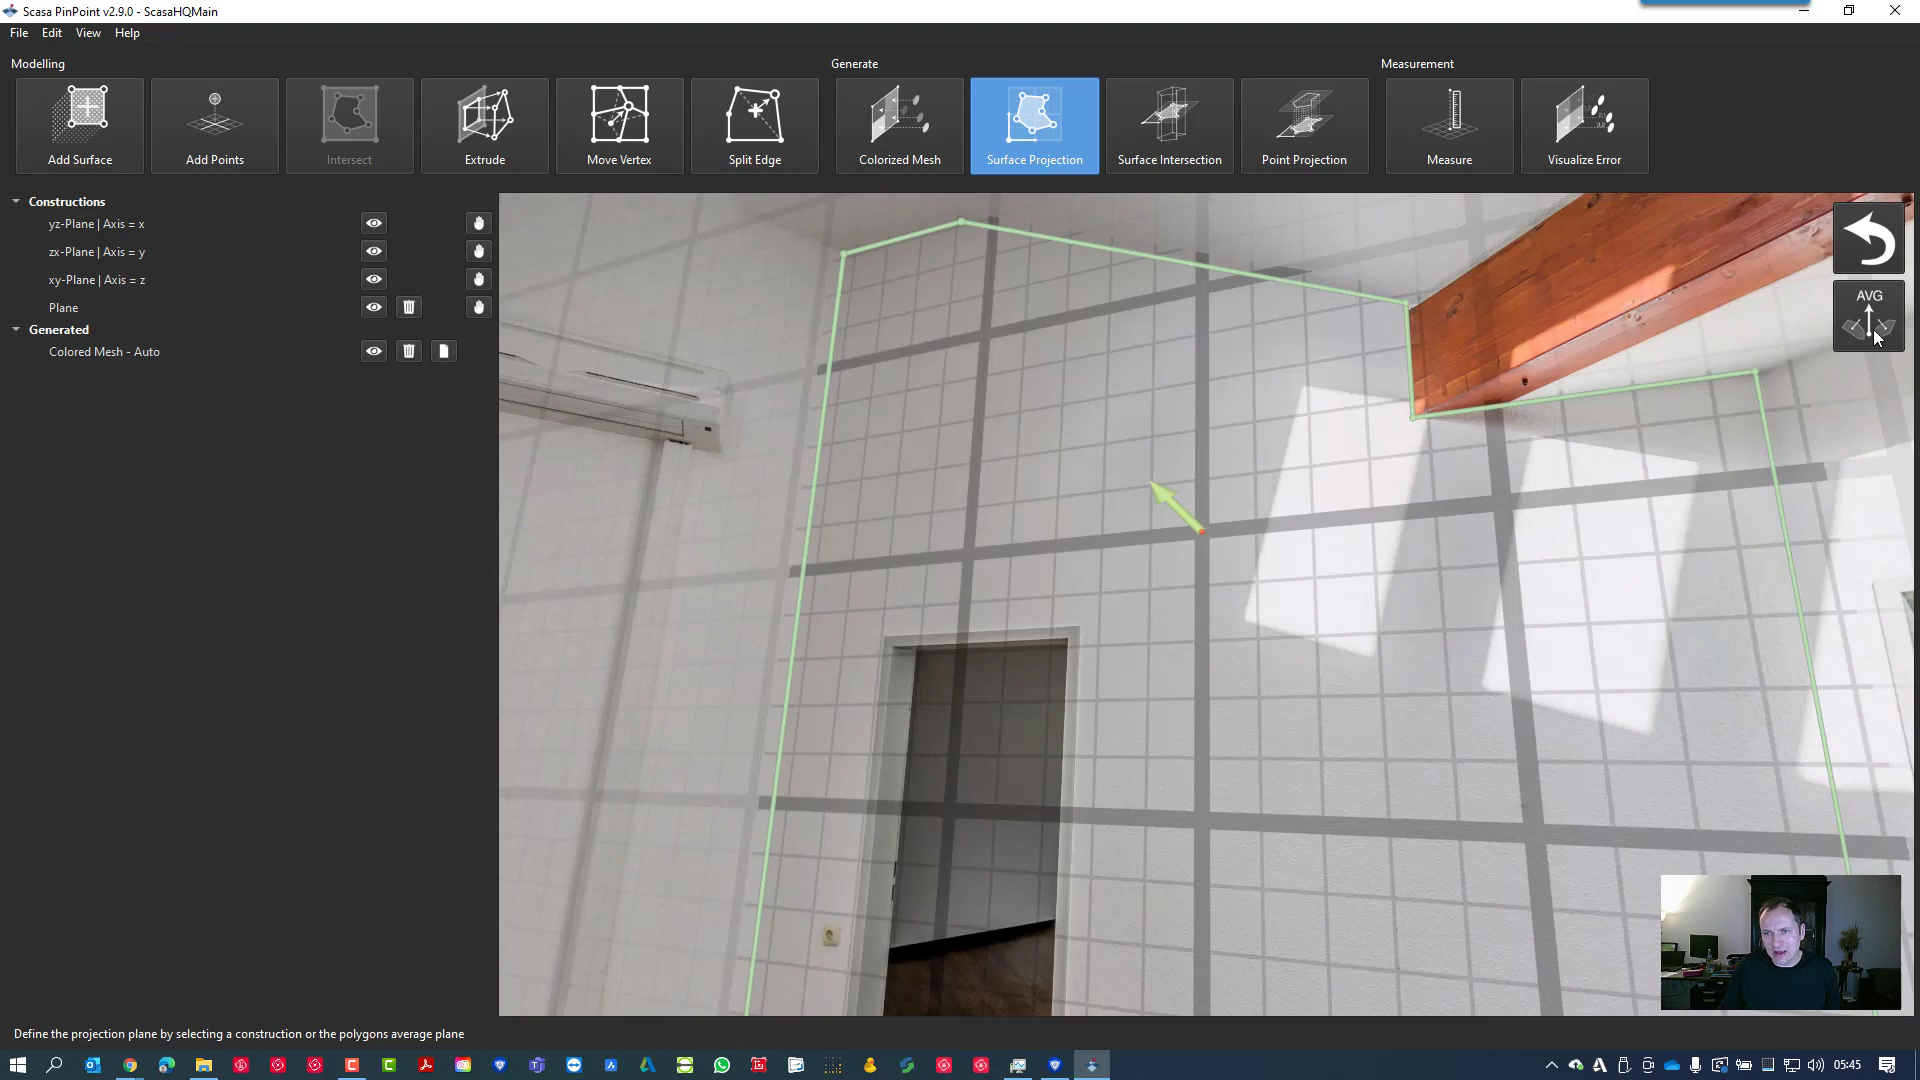 Scasa PinPoint v2.9.0 - ScasaHQMain
File Edit View Help
Modelling Generate Measurement
Add Surface Add Points Intersect Extrude Move Vertex Split Edge Colorized Mesh Surface Projection Surface Intersection Point Projection Measure Visualize Error
Constructions
yz-Plane | Axis = x
zx-Plane | Axis = y
xy-Plane | Axis = z
Plane
Generated
Colored Mesh - Auto
AVG
Define the projection plane by selecting a construction or the polygons average plane
05:45